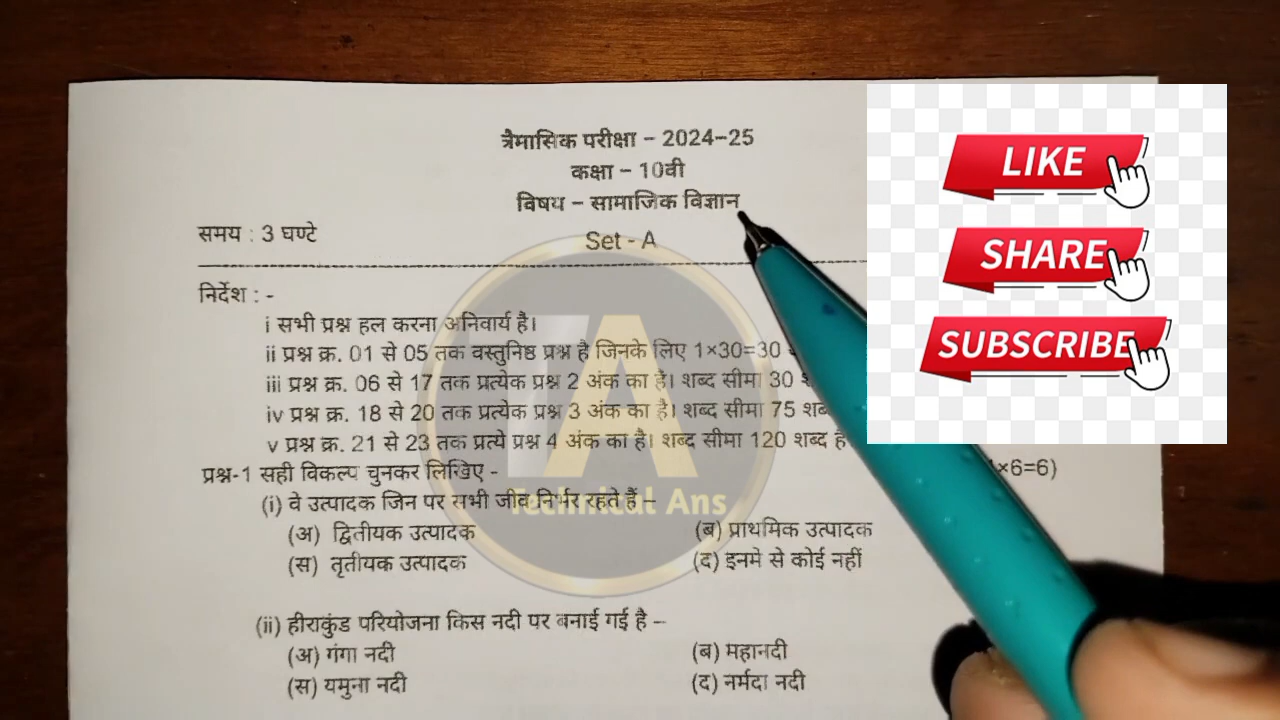 त्रैमासिक परीक्षा – 2024–25
कक्षा – 10वी
विषय – सामाजिक विज्ञान
समय : 3 घण्टे
Set - A
निर्देश : -
i सभी प्रश्न हल करना अनिवार्य है।
ii प्रश्न क्र. 01 से 05 तक वस्तुनिष्ठ प्रश्न है जिनके लिए 1×30=30
iii प्रश्न क्र. 06 से 17 तक प्रत्येक प्रश्न 2 अंक का है। शब्द सीमा 30
iv प्रश्न क्र. 18 से 20 तक प्रत्येक प्रश्न 3 अंक का है। शब्द सीमा 75
v प्रश्न क्र. 21 से 23 तक प्रत्ये प्रश्न 4 अंक का है। शब्द सीमा 120 शब्द है
प्रश्न-1 सही विकल्प चुनकर लिखिए - ×6=6)
(i) वे उत्पादक जिन पर सभी जीव निर्भर रहते हैं –
(अ) द्वितीयक उत्पादक (ब) प्राथमिक उत्पादक
(स) तृतीयक उत्पादक (द) इनमे से कोई नहीं
(ii) हीराकुंड परियोजना किस नदी पर बनाई गई है –
(अ) गंगा नदी (ब) महानदी
(स) यमुना नदी (द) नर्मदा नदी
TA
Technical Ans
LIKE
SHARE
SUBSCRIBE